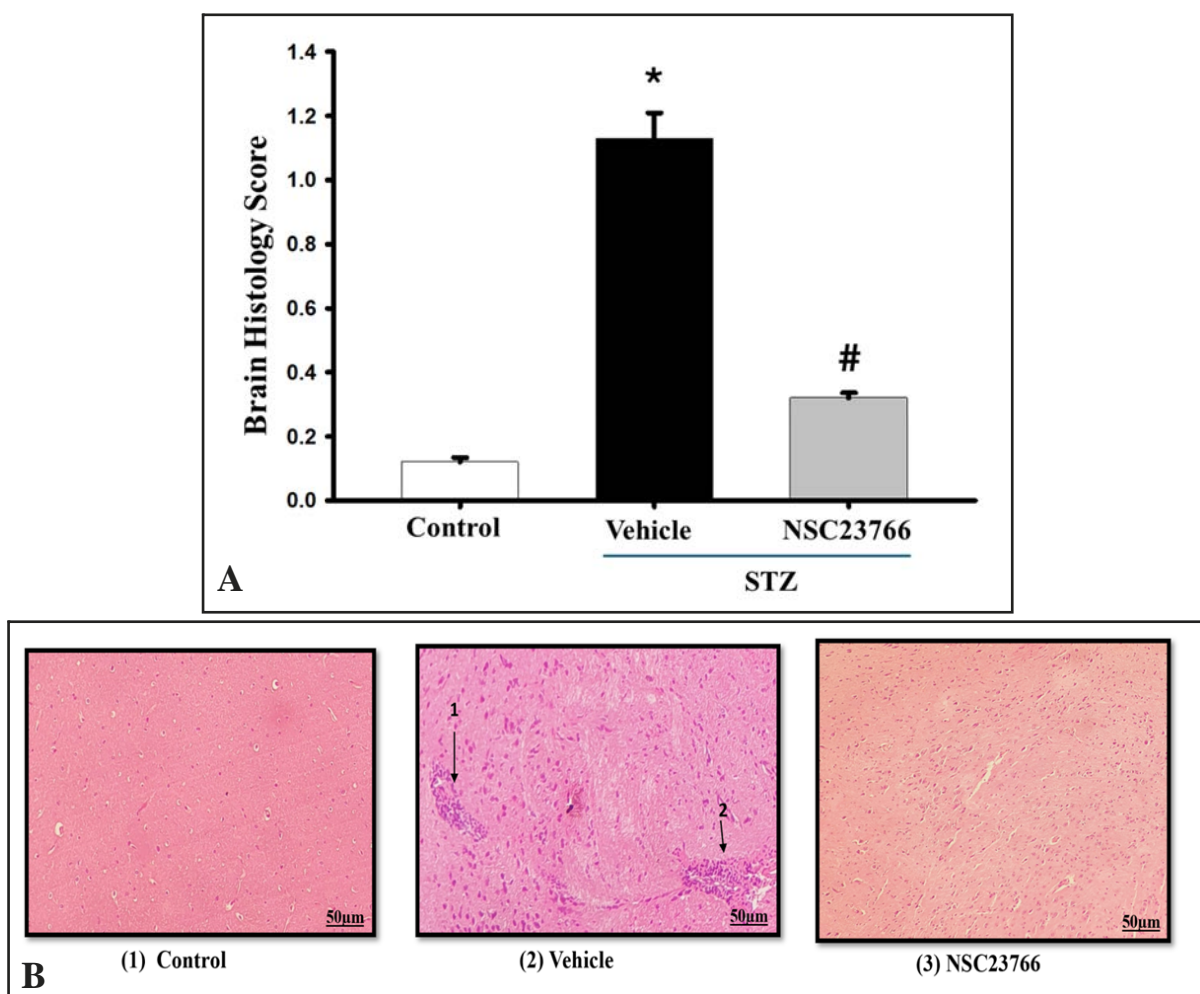 1.4
1.2
1.0
0.8
0.6
0.4
0.2
0.0
Brain Histology Score
*
#
Control
Vehicle
NSC23766
STZ
A
1
2
50μm
50μm
50μm
(1) Control
(2) Vehicle
(3) NSC23766
B